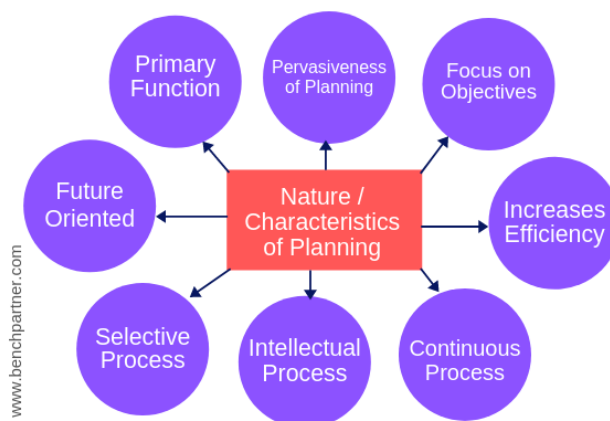 Primary
Function
Pervasiveness
of Planning
Focus on
Objectives
Future
Oriented
Nature /
Characteristics
of Planning
Increases
Efficiency
Selective
Process
Intellectual
Process
Continuous
Process
www.benchpartner.com